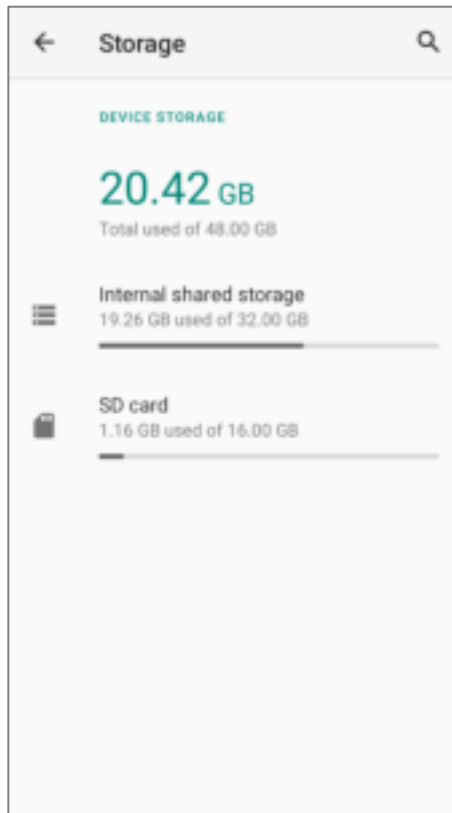 Storage
DEVICE STORAGE
20.42 GB
Total used of 48.00 GB
Internal shared storage
19.26 GB used of 32.00 GB
SD card
1.16 GB used of 16.00 GB